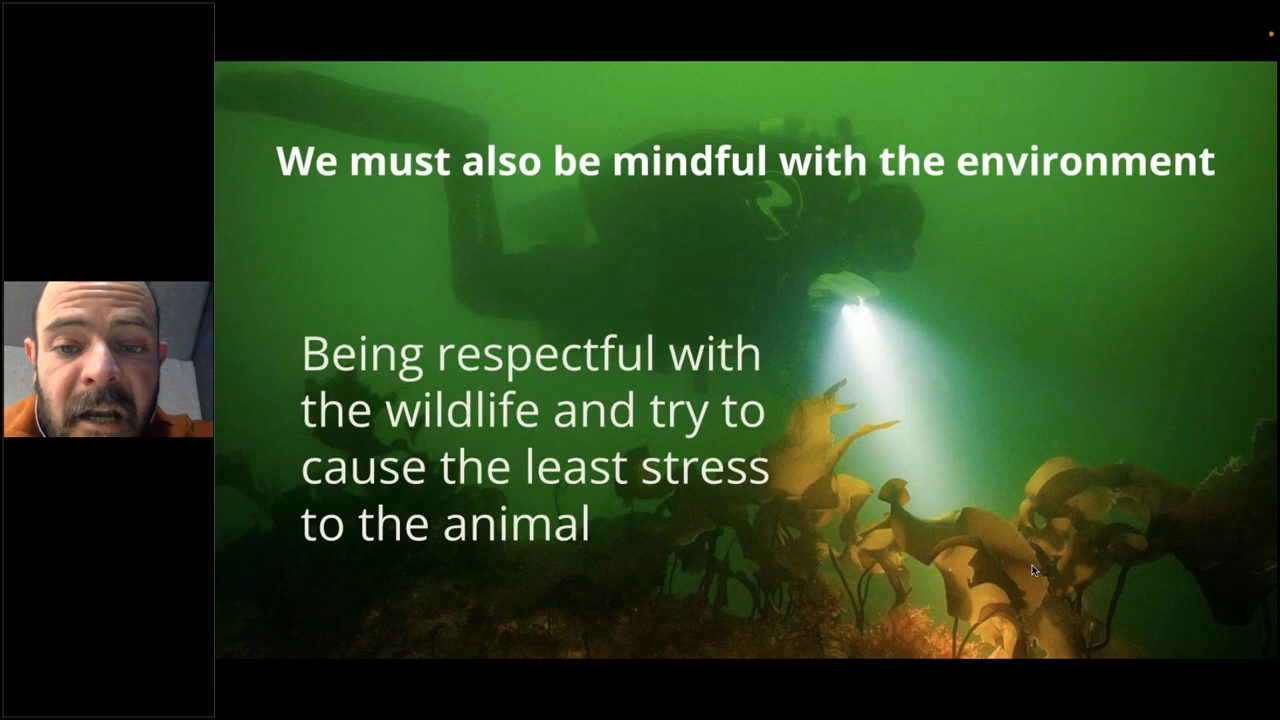 We must also be mindful with the environment
Being respectful with
the wildlife and try to
cause the least stress
to the animal